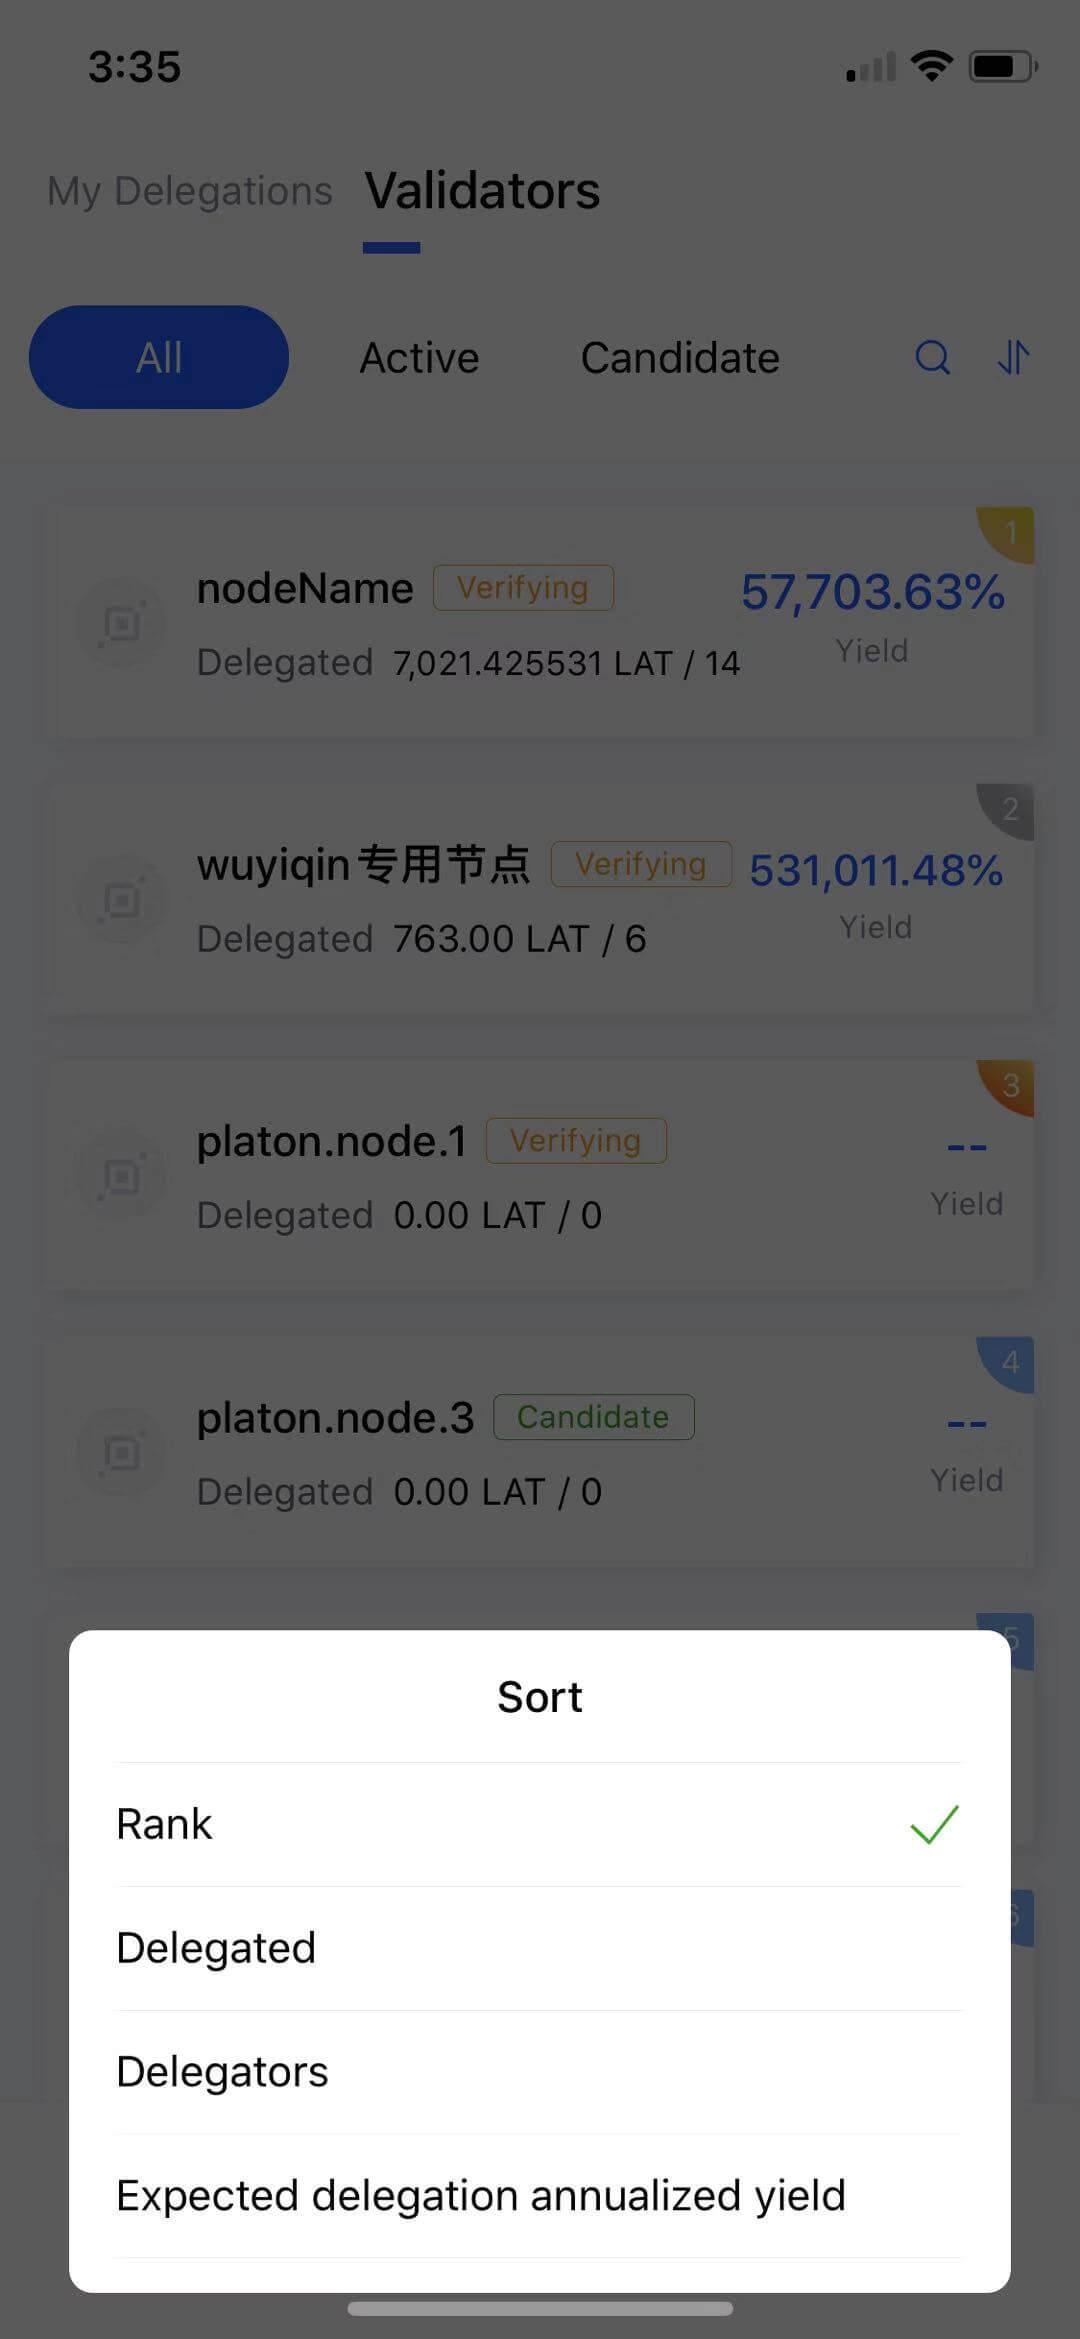 3:35
My Delegations Validators
All Active Candidate
1
nodeName Verifying 57,703.63%
Delegated 7,021.425531 LAT / 14 Yield
2
wuyiqin专用节点 Verifying 531,011.48%
Delegated 763.00 LAT / 6 Yield
3
platon.node.1 Verifying --
Delegated 0.00 LAT / 0 Yield
4
platon.node.3 Candidate --
Delegated 0.00 LAT / 0 Yield
5
Sort
Rank
6
Delegated
Delegators
Expected delegation annualized yield